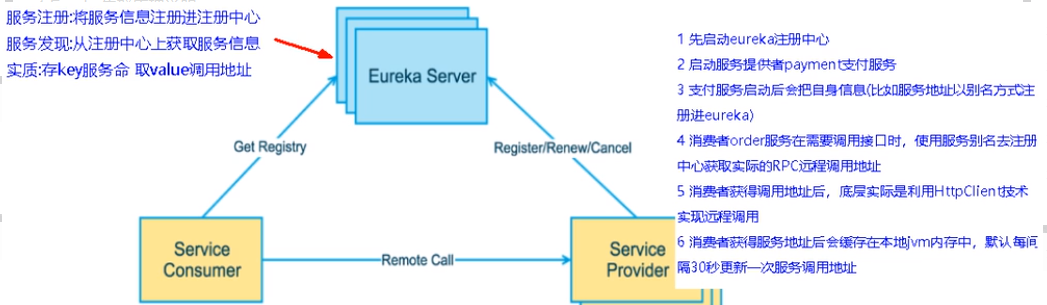 服务注册:将服务信息注册进注册中心
服务发现:从注册中心上获取服务信息
实质:存key服务命 取value调用地址
Eureka Server
Get Registry
Register/Renew/Cancel
Service
Consumer
Remote Call
Service
Provider
1 先启动eureka注册中心
2 启动服务提供者payment支付服务
3 支付服务启动后会把自身信息(比如服务地址以别名方式注
册进eureka)
4 消费者order服务在需要调用接口时，使用服务别名去注册
中心获取实际的RPC远程调用地址
5 消费者获得调用地址后，底层实际是利用HttpClient技术
实现远程调用
6 消费者获得服务地址后会缓存在本地jvm内存中，默认每间
隔30秒更新一次服务调用地址